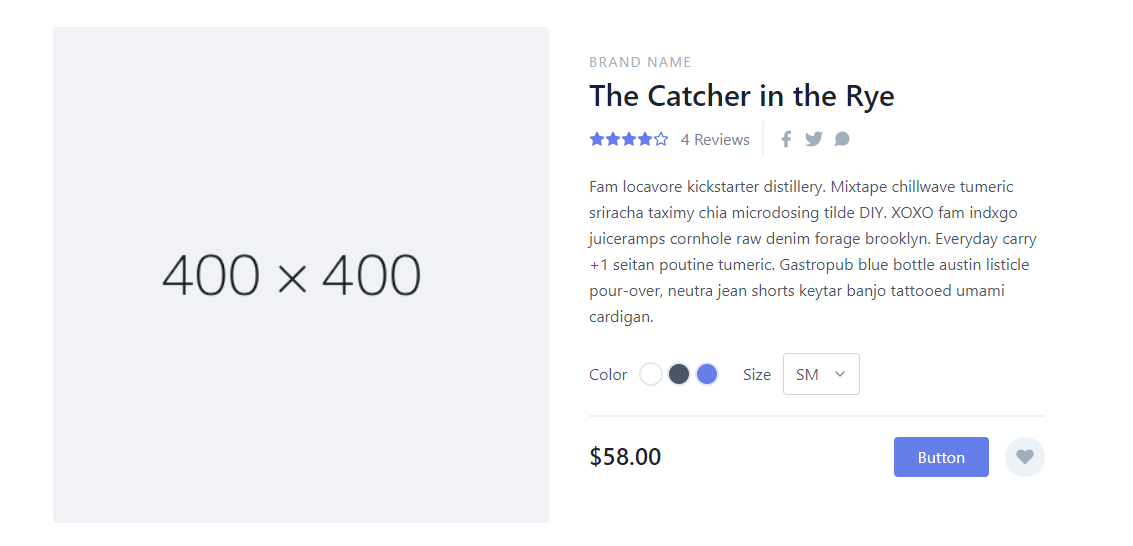 400 × 400
BRAND NAME
The Catcher in the Rye
4 Reviews
Fam locavore kickstarter distillery. Mixtape chillwave tumeric
sriracha taximy chia microdosing tilde DIY. XOXO fam indxgo
juiceramps cornhole raw denim forage brooklyn. Everyday carry
+1 seitan poutine tumeric. Gastropub blue bottle austin listicle
pour-over, neutra jean shorts keytar banjo tattooed umami
cardigan.
Color Size SM
$58.00 Button